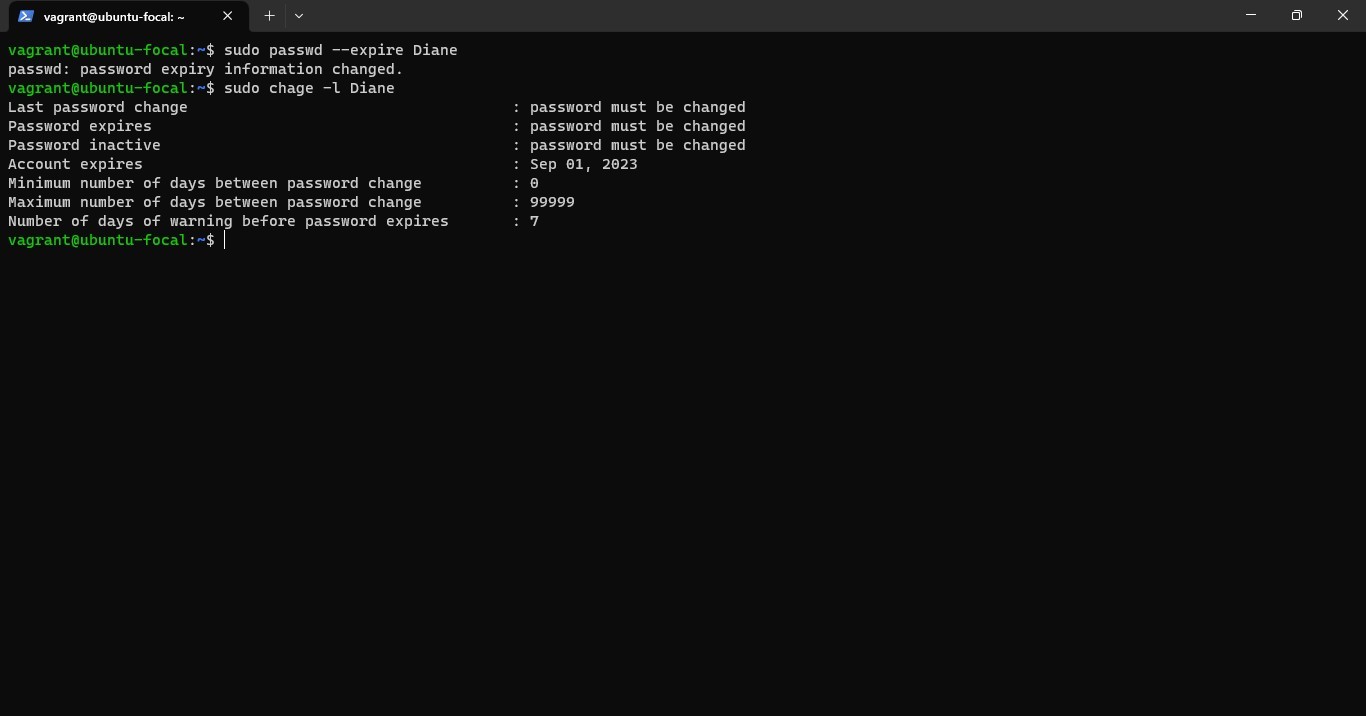 vagrant@ubuntu-focal: ~
vagrant@ubuntu-focal:~$ sudo passwd --expire Diane
passwd: password expiry information changed.
vagrant@ubuntu-focal:~$ sudo chage -l Diane
Last password change : password must be changed
Password expires : password must be changed
Password inactive : password must be changed
Account expires : Sep 01, 2023
Minimum number of days between password change : 0
Maximum number of days between password change : 99999
Number of days of warning before password expires : 7
vagrant@ubuntu-focal:~$